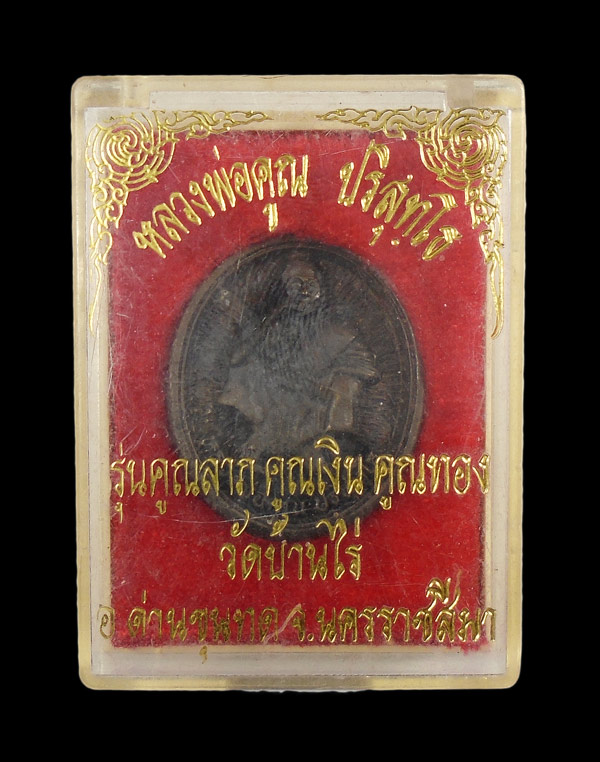 หลวงพ่อคูณ ปริสุทฺโธ
รุ่นคูณลาภ คูณเงิน คูณทอง
วัดบ้านไร่
อ.ด่านขุนทด จ.นครราชสีมา